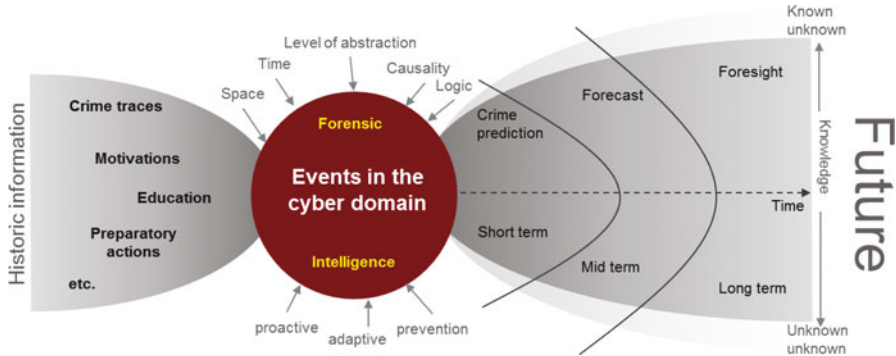 Historic information
Crime traces
Motivations
Education
Preparatory
actions
etc.
Space
Time
Level of abstraction
Causality
Logic
Forensic
Events in the
cyber domain
Intelligence
proactive
adaptive
prevention
Crime
prediction
Short term
Forecast
Mid term
Foresight
Long term
Time
Known
unknown
Knowledge
Unknown
unknown
Future